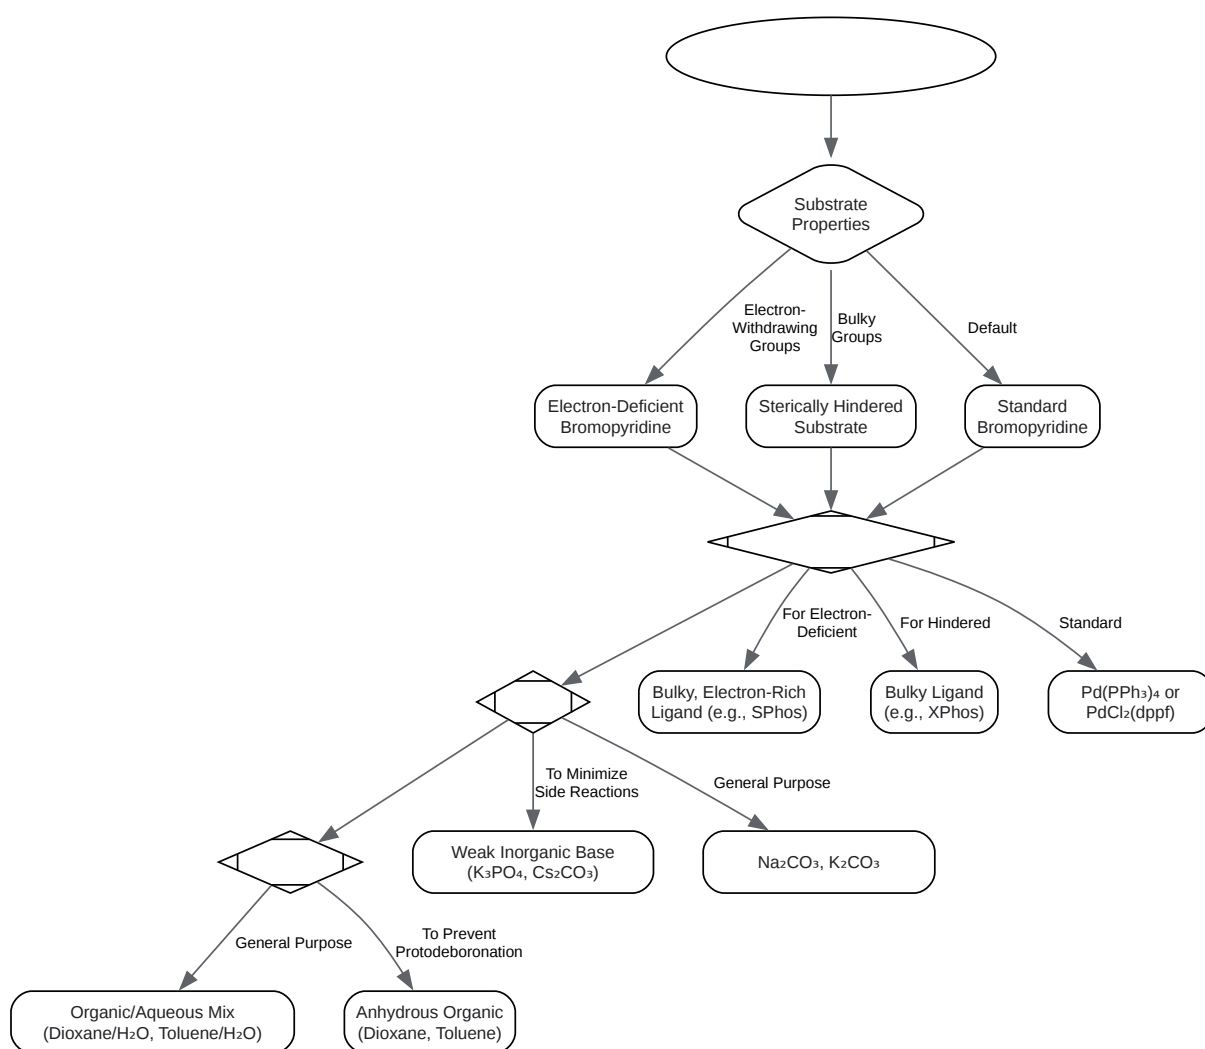 Substrate
Properties
Electron-
Withdrawing
Groups
Bulky
Groups
Default
Electron-Deficient
Bromopyridine
Sterically Hindered
Substrate
Standard
Bromopyridine
For Electron-
Deficient
For Hindered
Standard
Bulky, Electron-Rich
Ligand (e.g., SPhos)
Bulky Ligand
(e.g., XPhos)
Pd(PPh₃)₄ or
PdCl₂(dppf)
To Minimize
Side Reactions
General Purpose
Weak Inorganic Base
(K₃PO₄, Cs₂CO₃)
Na₂CO₃, K₂CO₃
General Purpose
To Prevent
Protodeboronation
Organic/Aqueous Mix
(Dioxane/H₂O, Toluene/H₂O)
Anhydrous Organic
(Dioxane, Toluene)